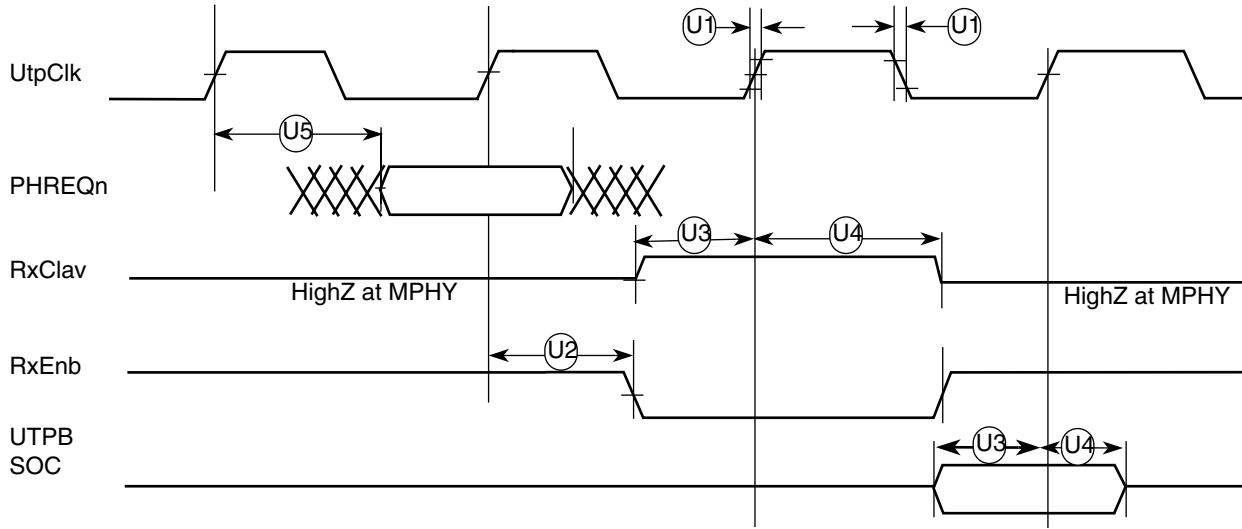 U1
U1
UtpClk
U5
PHREQn
U3
U4
RxClav
HighZ at MPHY
HighZ at MPHY
U2
RxEnb
UTPB
SOC
U3
U4